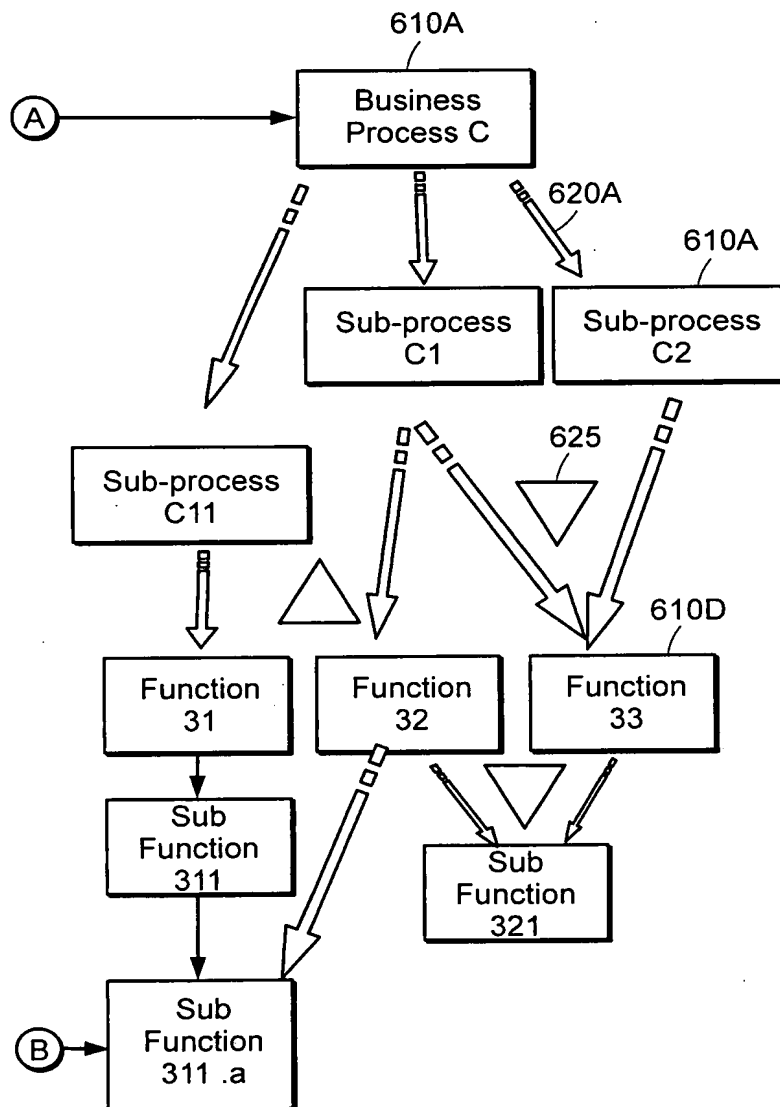 610A
A
Business
Process C
620A
610A
Sub-process
C1
Sub-process
C2
625
Sub-process
C11
610D
Function
31
Function
32
Function
33
Sub
Function
311
Sub
Function
321
B
Sub
Function
311 .a